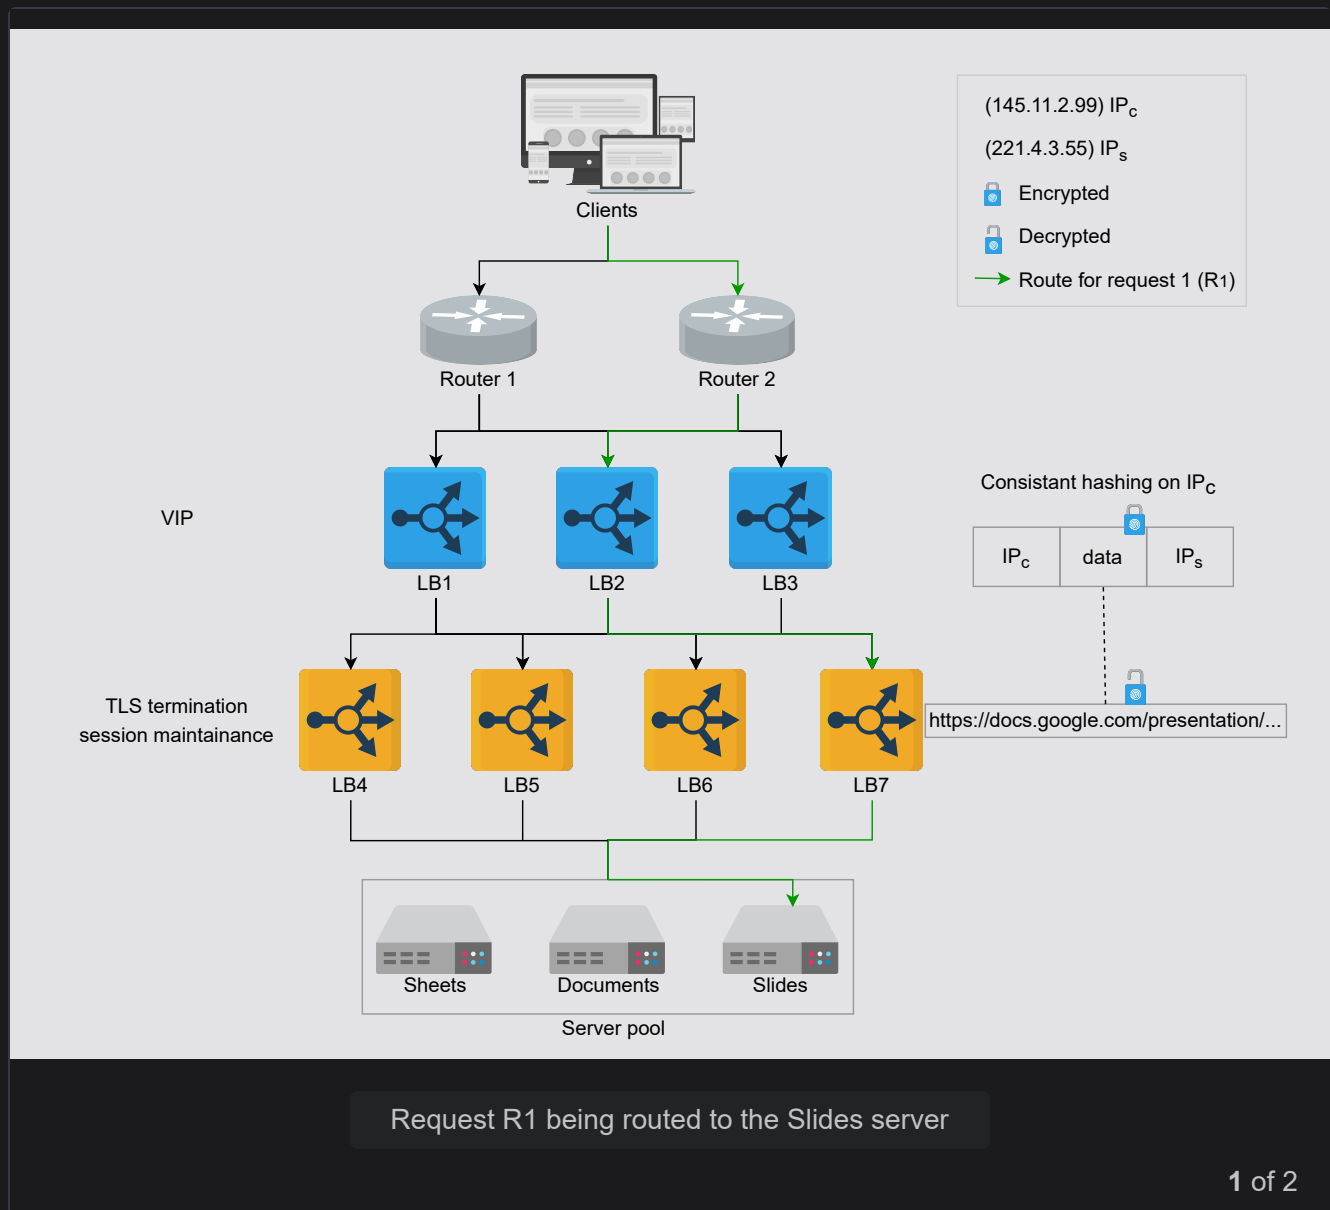 (145.11.2.99) IPc
(221.4.3.55) IPs
Encrypted
Decrypted
Route for request 1 (R1)
Clients
Router 1
Router 2
VIP
LB1
LB2
LB3
Consistant hashing on IPc
IPc
data
IPs
TLS termination
session maintainance
https://docs.google.com/presentation/...
LB4
LB5
LB6
LB7
Sheets
Documents
Slides
Server pool
Request R1 being routed to the Slides server
1 of 2